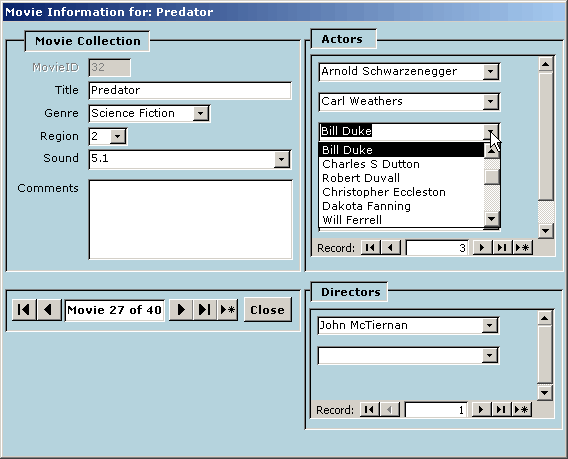 Movie Information for: Predator
Movie Collection
MovieID 32
Title Predator
Genre Science Fiction
Region 2
Sound 5.1
Comments
Movie 27 of 40
Close
Actors
Arnold Schwarzenegger
Carl Weathers
Bill Duke
Bill Duke
Charles S Dutton
Robert Duvall
Christopher Eccleston
Dakota Fanning
Will Ferrell
Record: 3
Directors
John McTiernan
Record: 1